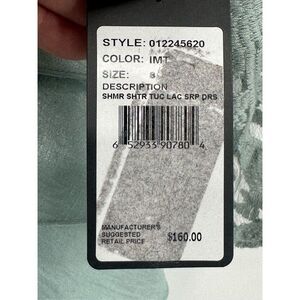 STYLE: 012245620
COLOR: IMT
SIZE: 8
DESCRIPTION
SHMR SHTR TUC LAC SRP DRS
6 52933 90780 4
MANUFACTURER'S
SUGGESTED
RETAIL PRICE
$160.00